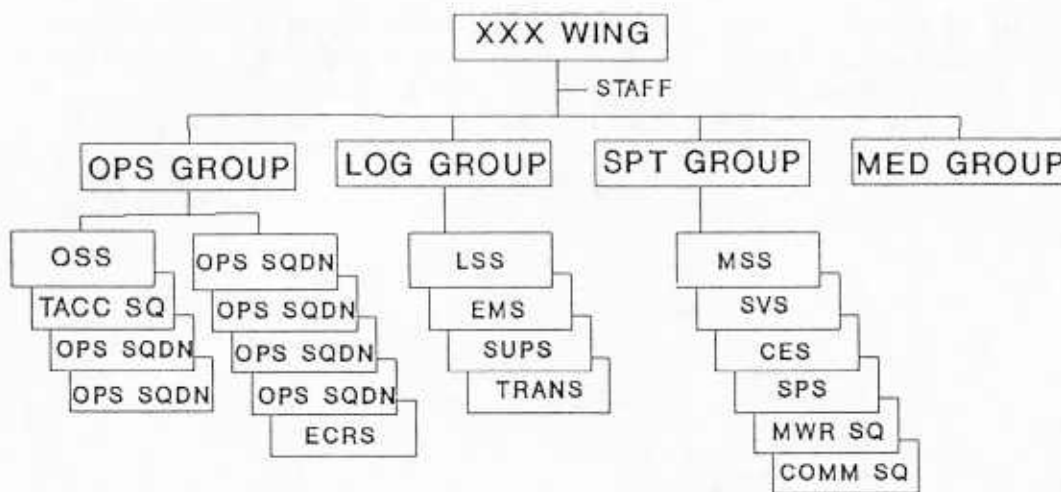 XXX WING
STAFF
OPS GROUP
LOG GROUP
SPT GROUP
MED GROUP
OSS
TACC SQ
OPS SQDN
OPS SQDN
OPS SQDN
OPS SQDN
OPS SQDN
OPS SQDN
ECRS
LSS
EMS
SUPS
TRANS
MSS
SVS
CES
SPS
MWR SQ
COMM SQ